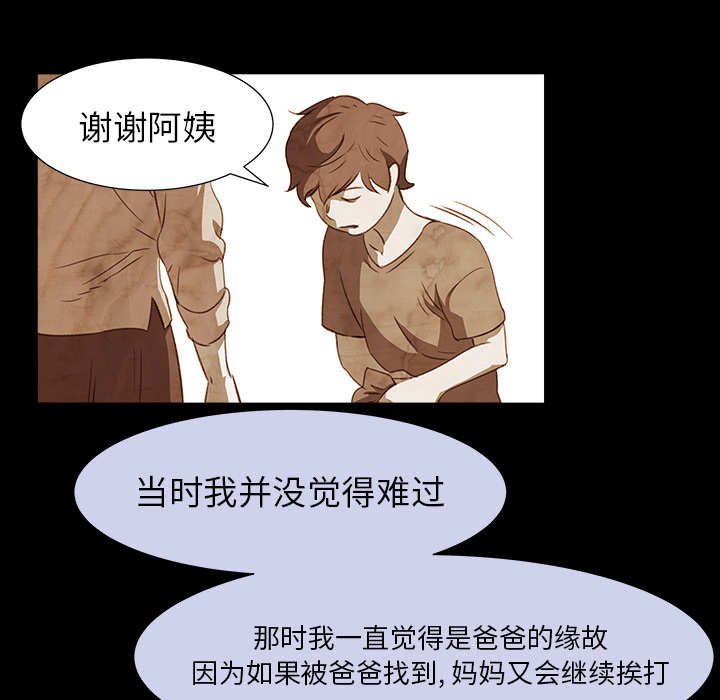 谢谢阿姨
当时我并没觉得难过
那时我一直觉得是爸爸的缘故
因为如果被爸爸找到,妈妈又会继续挨打